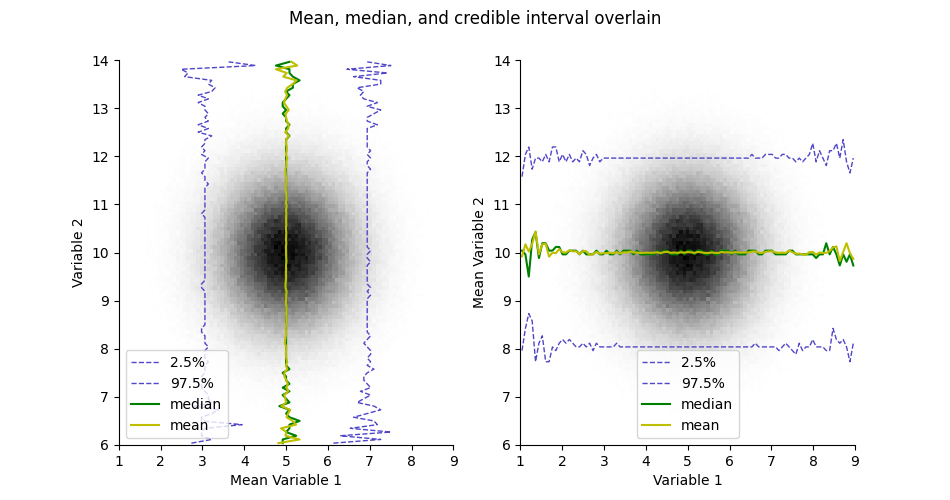 Mean, median, and credible interval overlain
14
13
12
11
10
9
8
7
6
Variable 2
2.5%
97.5%
median
mean
1 2 3 4 5 6 7 8 9
Mean Variable 1
14
13
12
11
10
9
8
7
6
Mean Variable 2
2.5%
97.5%
median
mean
1 2 3 4 5 6 7 8 9
Variable 1